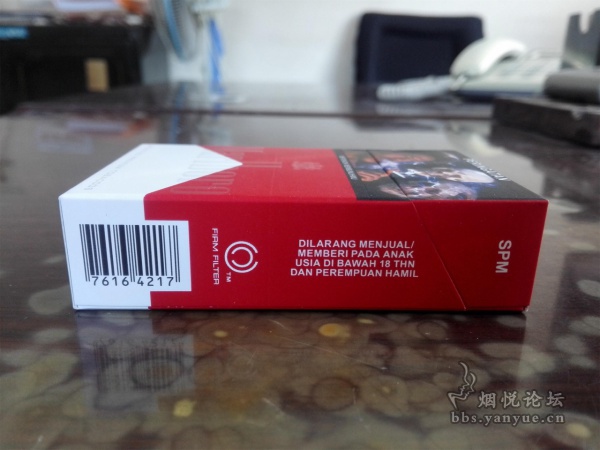 DILARANG MENJUAL/
MEMBERI PADA ANAK
USIA DI BAWAH 18 THN
DAN PEREMPUAN HAMIL
SPM
FIRM FILTER
TM
7616 4217
烟悦论坛
bbs.yanyue.cn